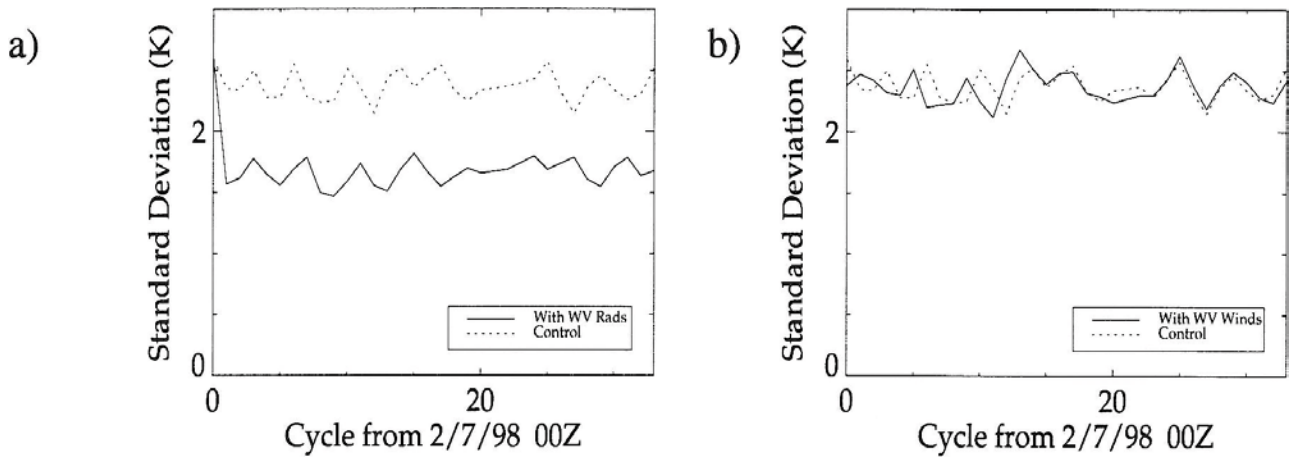 a)
Standard Deviation (K)
2
0
0
20
Cycle from 2/7/98 00Z
With WV Rads
Control
b)
Standard Deviation (K)
2
0
0
20
Cycle from 2/7/98 00Z
With WV Winds
Control